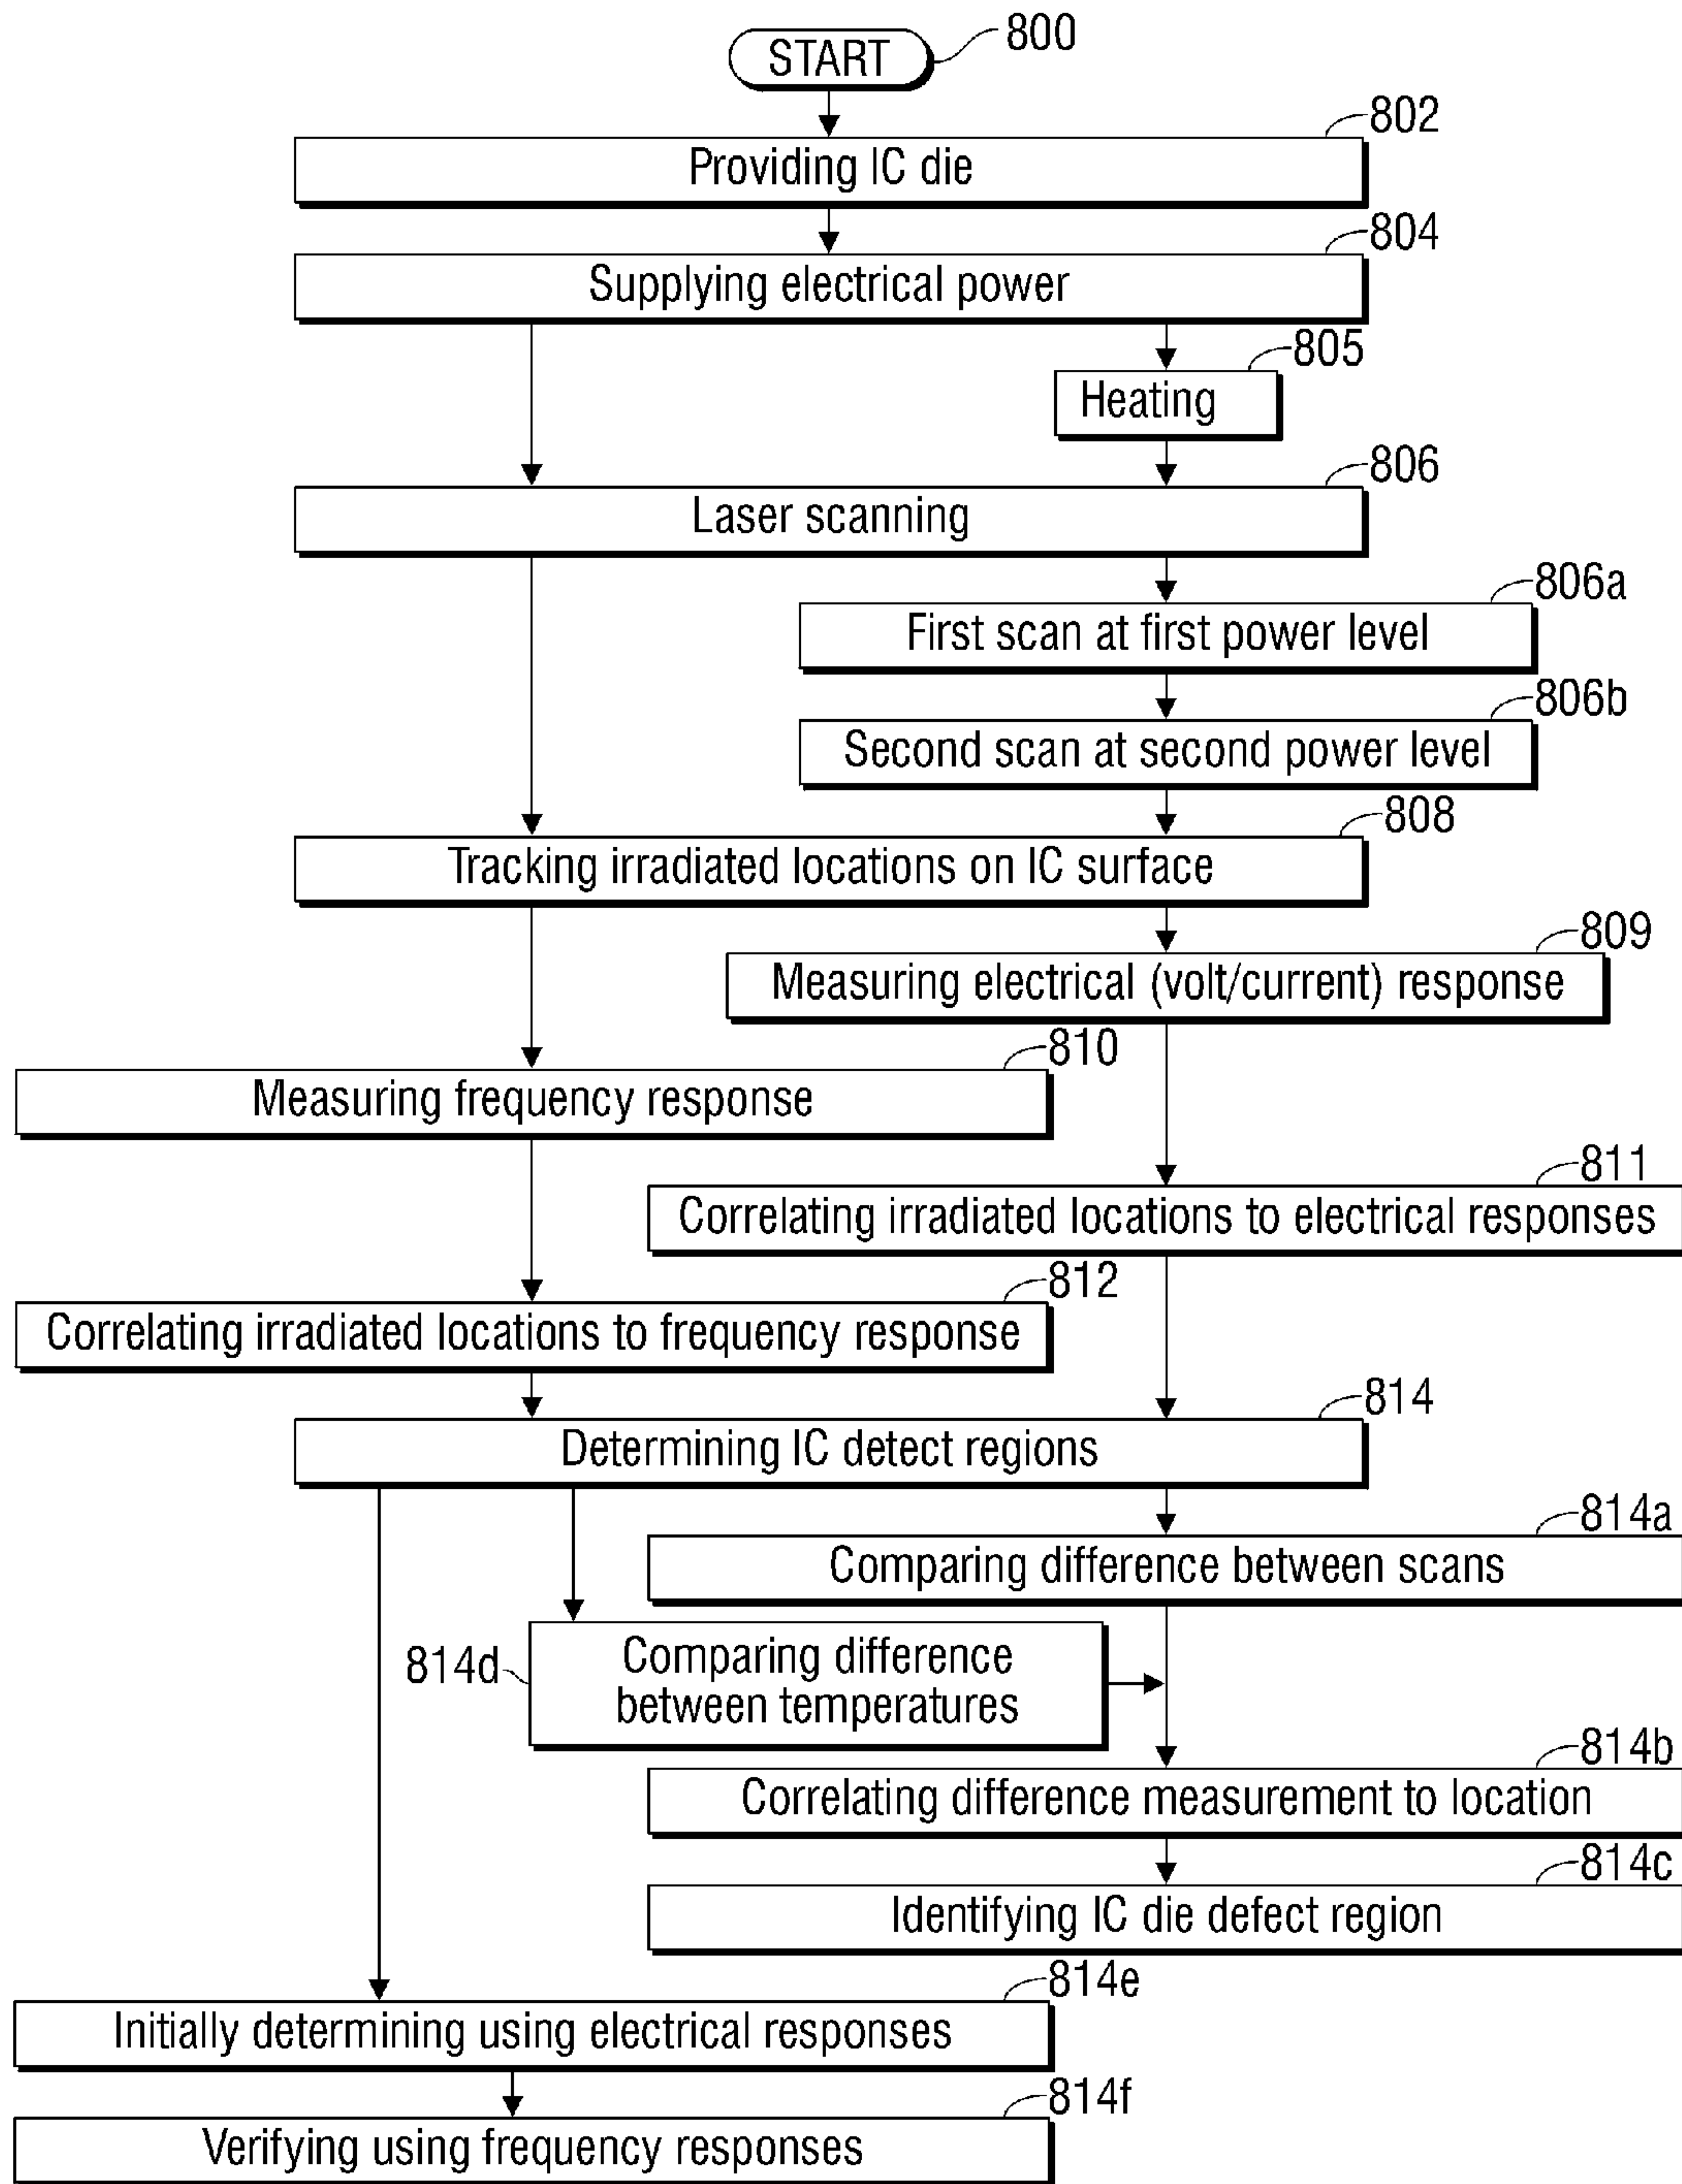 START
800
802
Providing IC die
804
Supplying electrical power
805
Heating
806
Laser scanning
806a
First scan at first power level
806b
Second scan at second power level
808
Tracking irradiated locations on IC surface
809
Measuring electrical (volt/current) response
810
Measuring frequency response
811
Correlating irradiated locations to electrical responses
812
Correlating irradiated locations to frequency response
814
Determining IC detect regions
814a
Comparing difference between scans
814d
Comparing difference
between temperatures
814b
Correlating difference measurement to location
814c
Identifying IC die defect region
814e
Initially determining using electrical responses
814f
Verifying using frequency responses